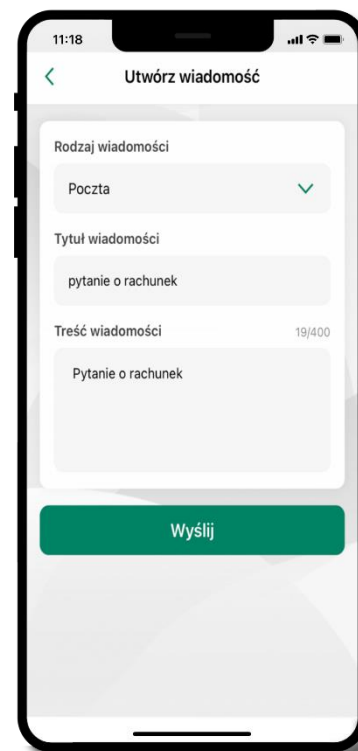 11:18
Utwórz wiadomość
Rodzaj wiadomości
Poczta
Tytuł wiadomości
pytanie o rachunek
Treść wiadomości 19/400
Pytanie o rachunek
Wyślij